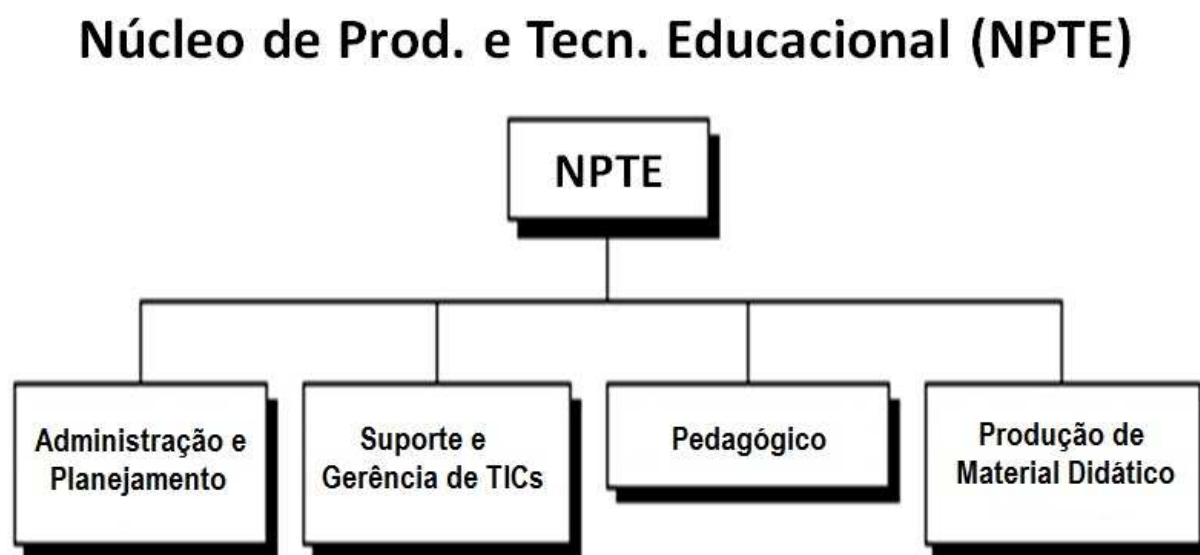 Núcleo de Prod. e Tecn. Educacional (NPTE)
NPTE
Administração e
Planejamento
Suporte e
Gerência de TICs
Pedagógico
Produção de
Material Didático